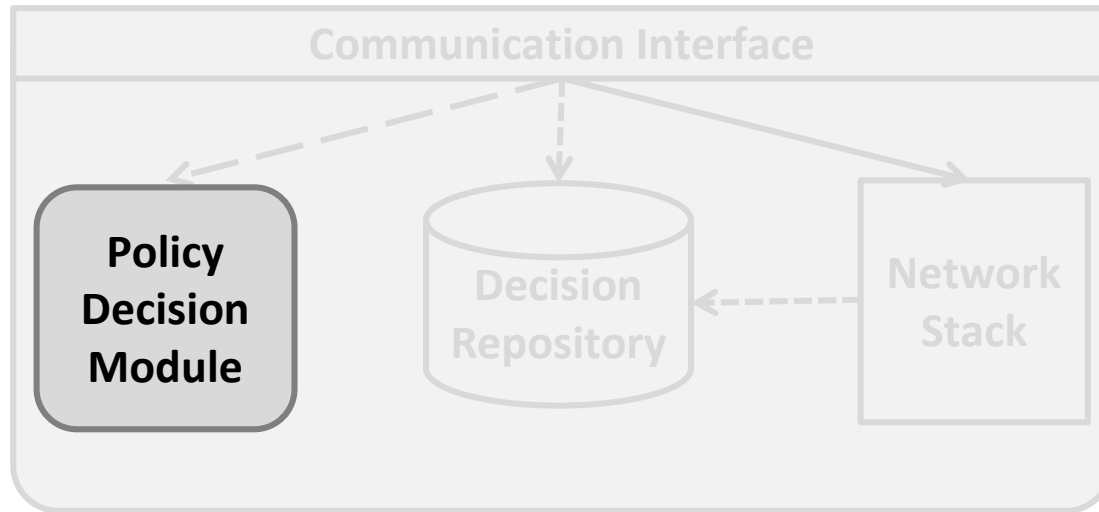 Communication Interface
Policy
Decision
Module
Decision
Repository
Network
Stack